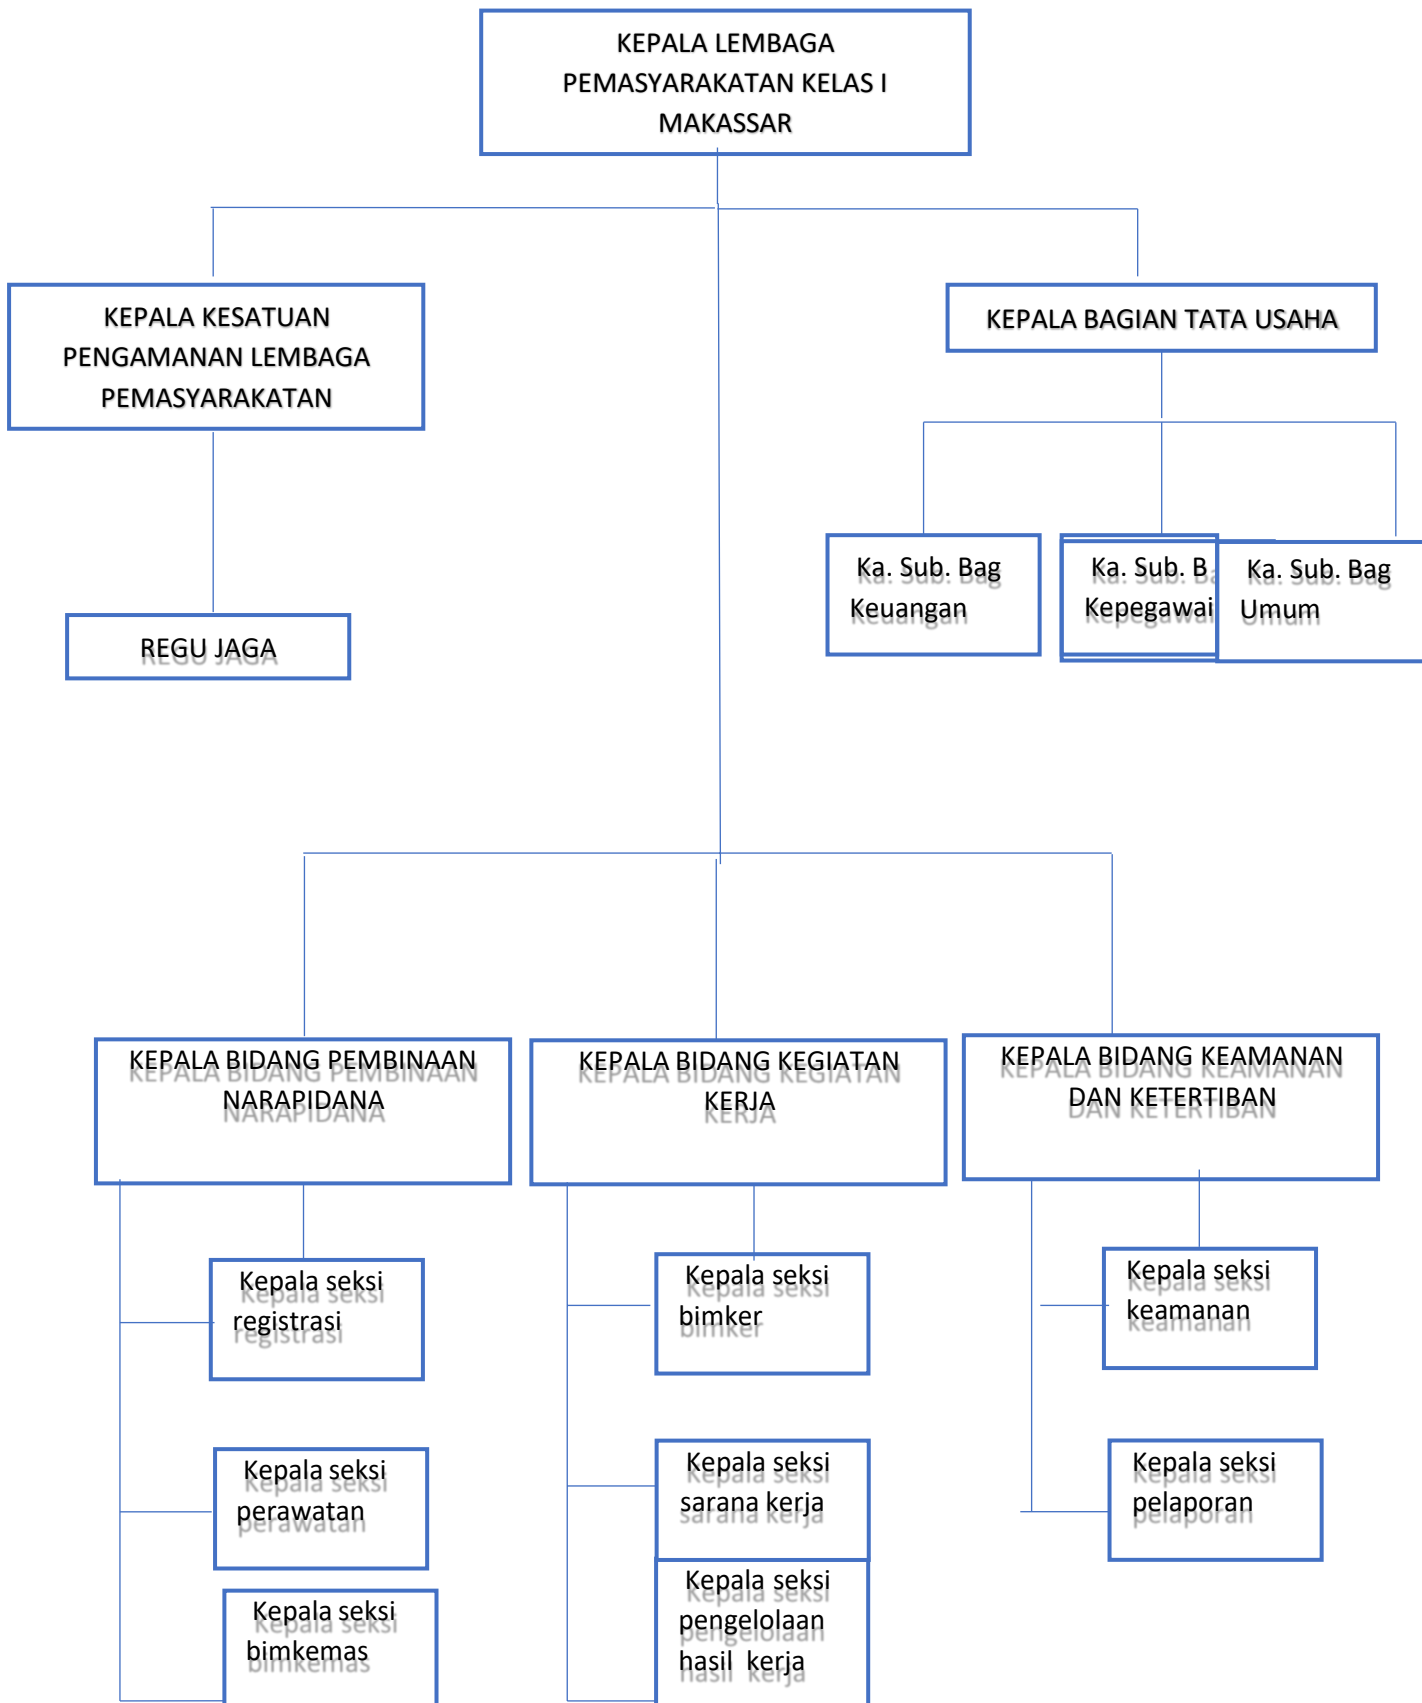 KEPALA LEMBAGA
PEMASYARAKATAN KELAS I
MAKASSAR
KEPALA KESATUAN
PENGAMANAN LEMBAGA
PEMASYARAKATAN
KEPALA BAGIAN TATA USAHA
Ka. Sub. Bag
Keuangan
Ka. Sub. B
Kepegawai
Ka. Sub. Bag
Umum
REGU JAGA
KEPALA BIDANG PEMBINAAN
NARAPIDANA
KEPALA BIDANG KEGIATAN
KERJA
KEPALA BIDANG KEAMANAN
DAN KETERTIBAN
Kepala seksi
registrasi
Kepala seksi
bimker
Kepala seksi
keamanan
Kepala seksi
perawatan
Kepala seksi
sarana kerja
Kepala seksi
pelaporan
Kepala seksi
bimkemas
Kepala seksi
pengelolaan
hasil kerja